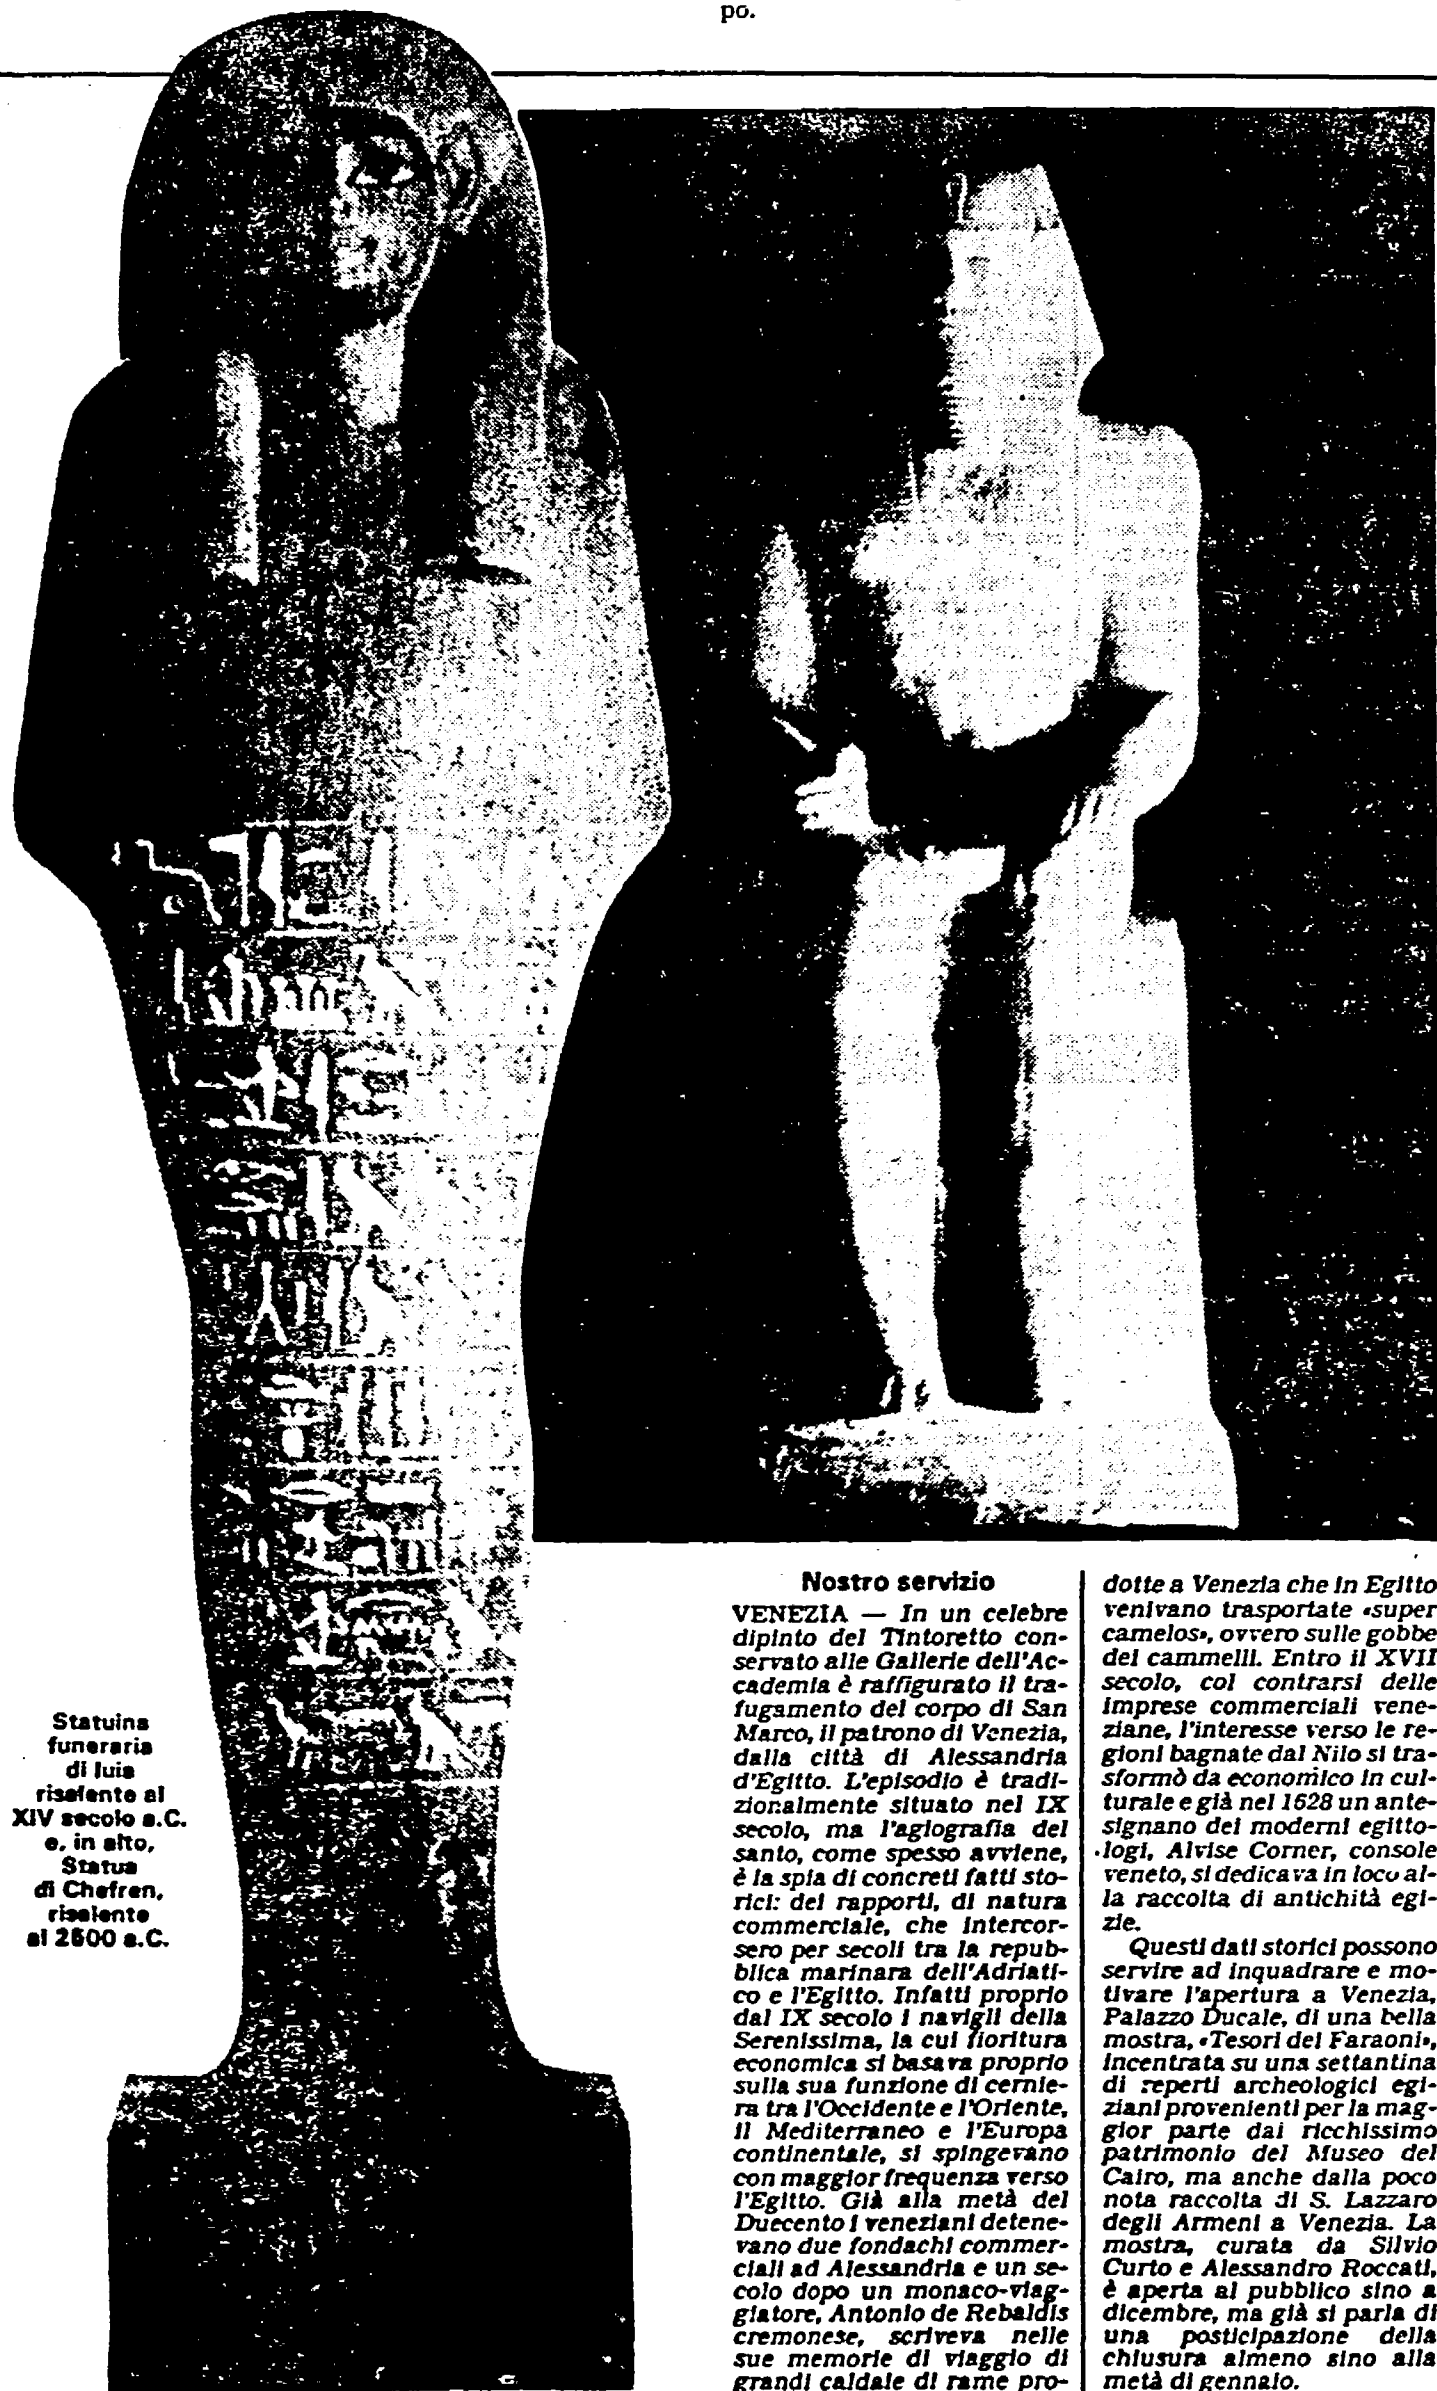 po.
Statuina
funeraria
di Iuia
risalente al
XIV secolo a.C.
e, in alto,
Statua
di Chefren,
risalente
al 2500 a.C.
Nostro servizio
VENEZIA — In un celebre
dipinto del Tintoretto con-
servato alle Gallerie dell'Ac-
cademia è raffigurato il tra-
fugamento del corpo di San
Marco, il patrono di Venezia,
dalla città di Alessandria
d'Egitto. L'episodio è tradi-
zionalmente situato nel IX
secolo, ma l'agiografia del
santo, come spesso avviene,
è la spia di concreti fatti sto-
rici: dei rapporti, di natura
commerciale, che intercor-
sero per secoli tra la repub-
blica marinara dell'Adriati-
co e l'Egitto. Infatti proprio
dal IX secolo i navigli della
Serenissima, la cui fioritura
economica si basava proprio
sulla sua funzione di cernie-
ra tra l'Occidente e l'Oriente,
il Mediterraneo e l'Europa
continentale, si spingevano
con maggior frequenza verso
l'Egitto. Già alla metà del
Duecento i veneziani detene-
vano due fondachi commer-
ciali ad Alessandria e un se-
colo dopo un monaco-viag-
giatore, Antonio de Rebaldis
cremonese, scriveva nelle
sue memorie di viaggio di
grandi caldaie di rame pro-
dotte a Venezia che in Egitto
venivano trasportate «super
camelos», ovvero sulle gobbe
dei cammelli. Entro il XVII
secolo, col contrarsi delle
imprese commerciali vene-
ziane, l'interesse verso le re-
gioni bagnate dal Nilo si tra-
sformò da economico in cul-
turale e già nel 1628 un ante-
signano dei moderni egitto-
logi, Alvise Corner, console
veneto, si dedicava in loco al-
la raccolta di antichità egi-
zie.
Questi dati storici possono
servire ad inquadrare e mo-
tivare l'apertura a Venezia,
Palazzo Ducale, di una bella
mostra, «Tesori dei Faraoni»,
incentrata su una settantina
di reperti archeologici egi-
ziani provenienti per la mag-
gior parte dal ricchissimo
patrimonio del Museo del
Cairo, ma anche dalla poco
nota raccolta di S. Lazzaro
degli Armeni a Venezia. La
mostra, curata da Silvio
Curto e Alessandro Roccati,
è aperta al pubblico sino a
dicembre, ma già si parla di
una posticipazione della
chiusura almeno sino alla
metà di gennaio.